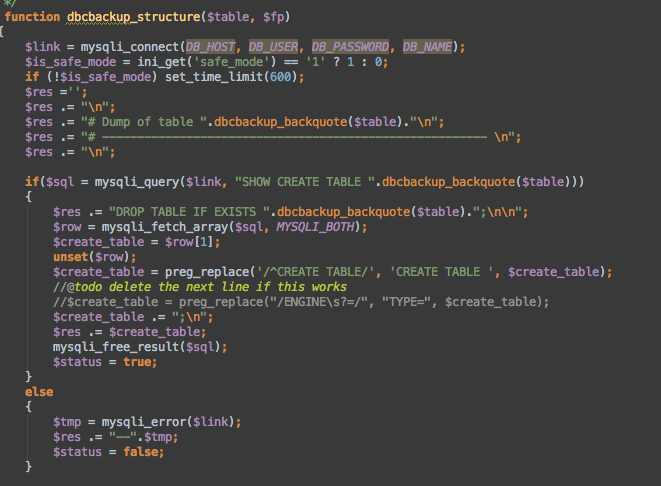 */
function dbcbackup_structure($table, $fp)
{
$link = mysqli_connect(DB_HOST, DB_USER, DB_PASSWORD, DB_NAME);
$is_safe_mode = ini_get('safe_mode') == '1' ? 1 : 0;
if (!$is_safe_mode) set_time_limit(600);
$res ='';
$res .= "\n";
$res .= "# Dump of table ".dbcbackup_backquote($table)."\n";
$res .= "# ------------------------------------------------------- \n";
$res .= "\n";
if($sql = mysqli_query($link, "SHOW CREATE TABLE ".dbcbackup_backquote($table)))
{
$res .= "DROP TABLE IF EXISTS ".dbcbackup_backquote($table).";\n\n";
$row = mysqli_fetch_array($sql, MYSQLI_BOTH);
$create_table = $row[1];
unset($row);
$create_table = preg_replace('/^CREATE TABLE/', 'CREATE TABLE ', $create_table);
//@todo delete the next line if this works
//$create_table = preg_replace("/ENGINE\s?=/", "TYPE=", $create_table);
$create_table .= ";\n";
$res .= $create_table;
mysqli_free_result($sql);
$status = true;
}
else
{
$tmp = mysqli_error($link);
$res .= "--".$tmp;
$status = false;
}